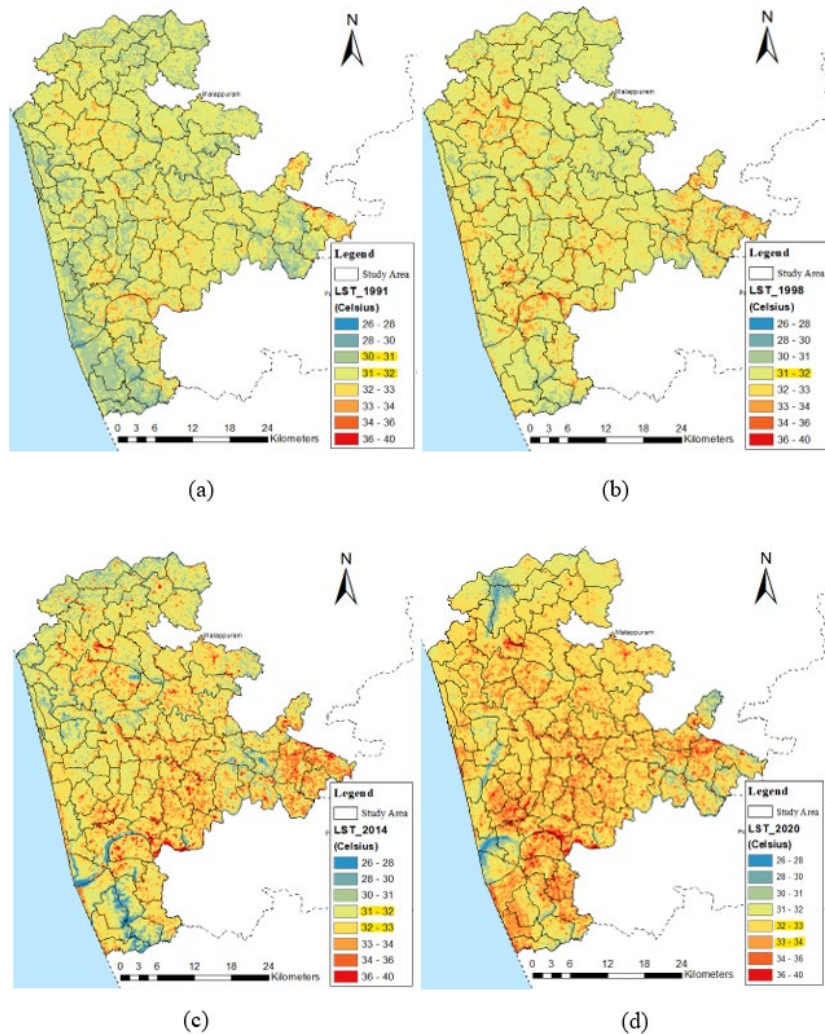 N
Malappuram
Legend
Study Area
LST_1991
(Celsius)
26 - 28
28 - 30
30 - 31
31 - 32
32 - 33
33 - 34
34 - 36
36 - 40
0 3 6 12 18 24
Kilometers
(a)
N
Malappuram
Legend
Study Area
LST_1998
(Celsius)
26 - 28
28 - 30
30 - 31
31 - 32
32 - 33
33 - 34
34 - 36
36 - 40
0 3 6 12 18 24
Kilometers
(b)
N
Malappuram
Legend
Study Area
LST_2014
(Celsius)
26 - 28
28 - 30
30 - 31
31 - 32
32 - 33
33 - 34
34 - 36
36 - 40
0 3 6 12 18 24
Kilometers
(c)
N
Malappuram
Legend
Study Area
LST_2020
(Celsius)
26 - 28
28 - 30
30 - 31
31 - 32
32 - 33
33 - 34
34 - 36
36 - 40
0 3 6 12 18 24
Kilometers
(d)